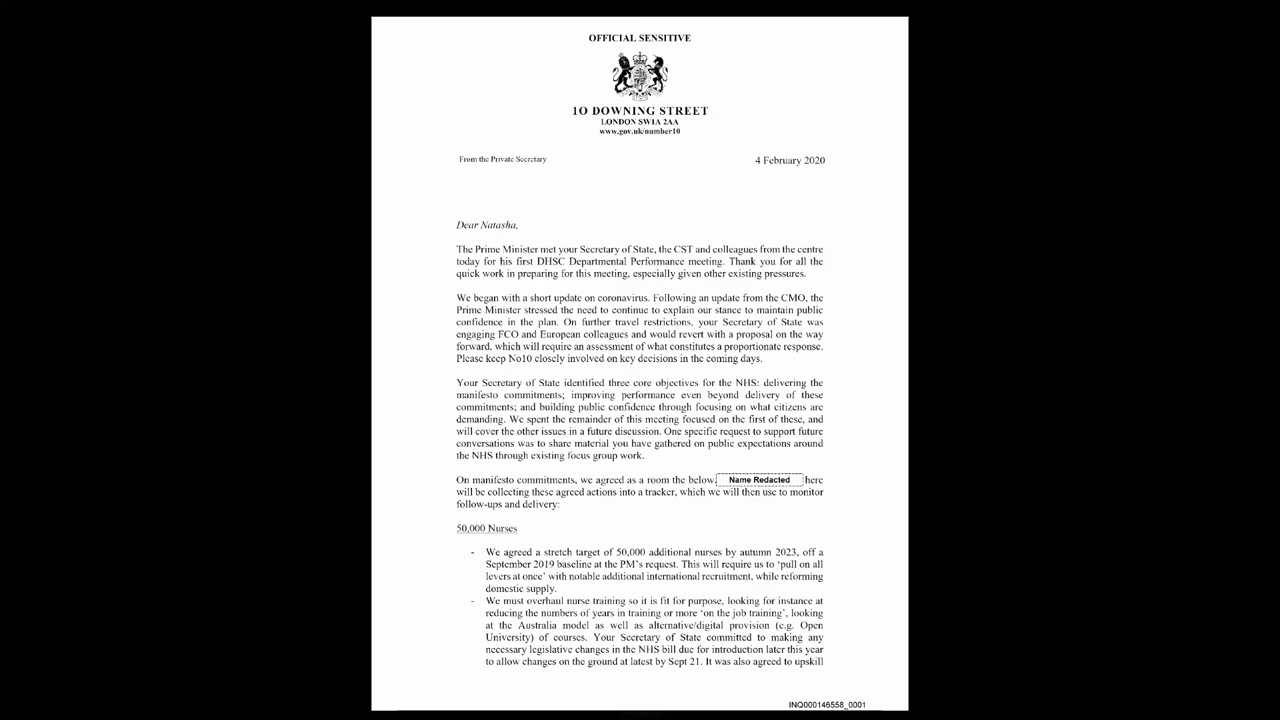 OFFICIAL SENSITIVE
10 DOWNING STREET
LONDON SW1A 2AA
www.gov.uk/number10
From the Private Secretary
4 February 2020
Dear Natasha,
The Prime Minister met your Secretary of State, the CST and colleagues from the centre
today for his first DHSC Departmental Performance meeting. Thank you for all the
quick work in preparing for this meeting, especially given other existing pressures.
We began with a short update on coronavirus. Following an update from the CMO, the
Prime Minister stressed the need to continue to explain our stance to maintain public
confidence in the plan. On further travel restrictions, your Secretary of State was
engaging FCO and European colleagues and would revert with a proposal on the way
forward, which will require an assessment of what constitutes a proportionate response.
Please keep No10 closely involved on key decisions in the coming days.
Your Secretary of State identified three core objectives for the NHS: delivering the
manifesto commitments; improving performance even beyond delivery of these
commitments; and building public confidence through focusing on what citizens are
demanding. We spent the remainder of this meeting focused on the first of these, and
will cover the other issues in a future discussion. One specific request to support future
conversations was to share material you have gathered on public expectations around
the NHS through existing focus group work.
On manifesto commitments, we agreed as a room the below. Name Redacted here
will be collecting these agreed actions into a tracker, which we will then use to monitor
follow-ups and delivery:
50,000 Nurses
- We agreed a stretch target of 50,000 additional nurses by autumn 2023, off a
September 2019 baseline at the PM's request. This will require us to 'pull on all
levers at once' with notable additional international recruitment, while reforming
domestic supply.
- We must overhaul nurse training so it is fit for purpose, looking for instance at
reducing the numbers of years in training or more 'on the job training', looking
at the Australia model as well as alternative/digital provision (e.g. Open
University) of courses. Your Secretary of State committed to making any
necessary legislative changes in the NHS bill due for introduction later this year
to allow changes on the ground at latest by Sept 21. It was also agreed to upskill
INQ000146558_0001